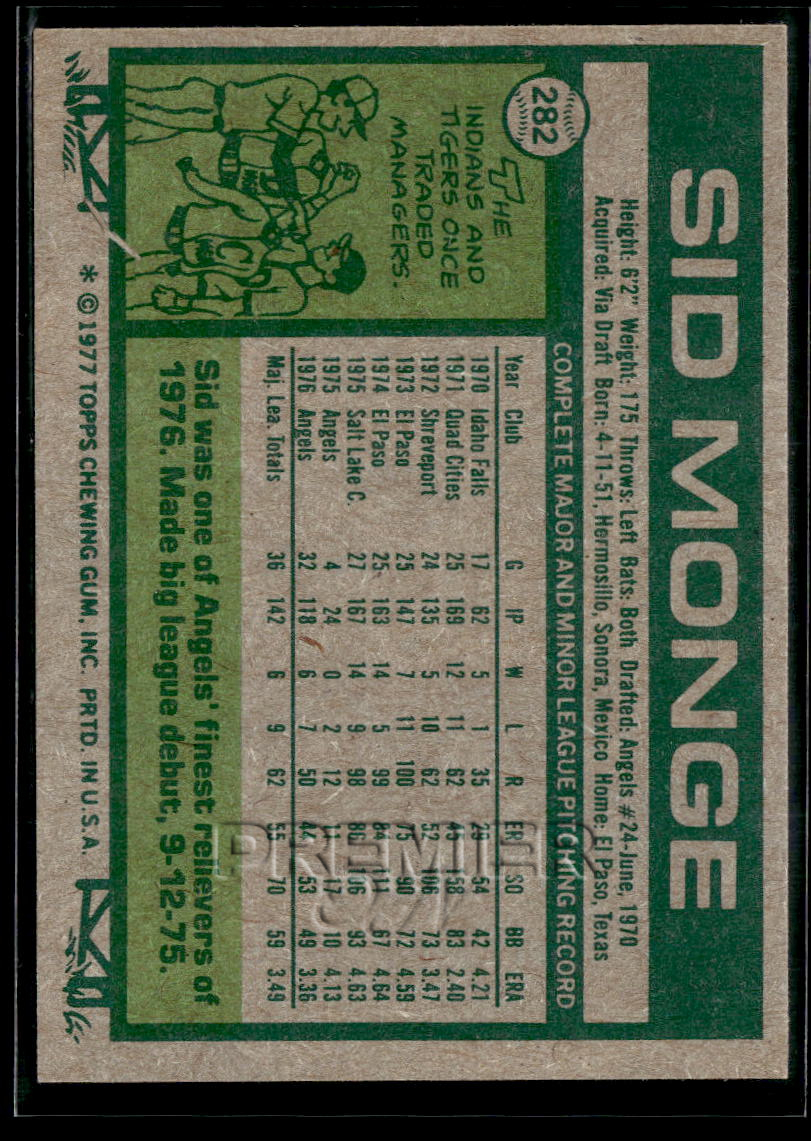 282
SID MONGE
Height: 6'2" Weight: 175 Throws: Left Bats: Both Drafted: Angels #24-June, 1970
Acquired: Via Draft Born: 4-11-51, Hermosillo, Sonora, Mexico Home: El Paso, Texas
COMPLETE MAJOR AND MINOR LEAGUE PITCHING RECORD
Year Club G IP W L R ER SO BB ERA
1970 Idaho Falls 17 62 5 1 35 29 54 42 4.21
1971 Quad Cities 25 169 12 11 62 45 158 83 2.40
1972 Shreveport 24 135 5 10 62 52 106 73 3.47
1973 El Paso 25 147 7 11 100 75 90 72 4.59
1974 El Paso 25 163 14 5 99 84 111 67 4.64
1975 Salt Lake C. 27 167 14 9 98 86 106 93 4.63
1975 Angels 4 24 0 2 12 11 17 10 4.13
1976 Angels 32 118 6 7 50 44 53 49 3.36
Maj. Lea. Totals 36 142 6 9 62 55 70 59 3.49
THE
INDIANS AND
TIGERS ONCE
TRADED
MANAGERS.
C
Sid was one of Angels' finest relievers of
1976. Made big league debut, 9-12-75.
* © 1977 TOPPS CHEWING GUM, INC. PRTD. IN U.S.A.
PREMIER